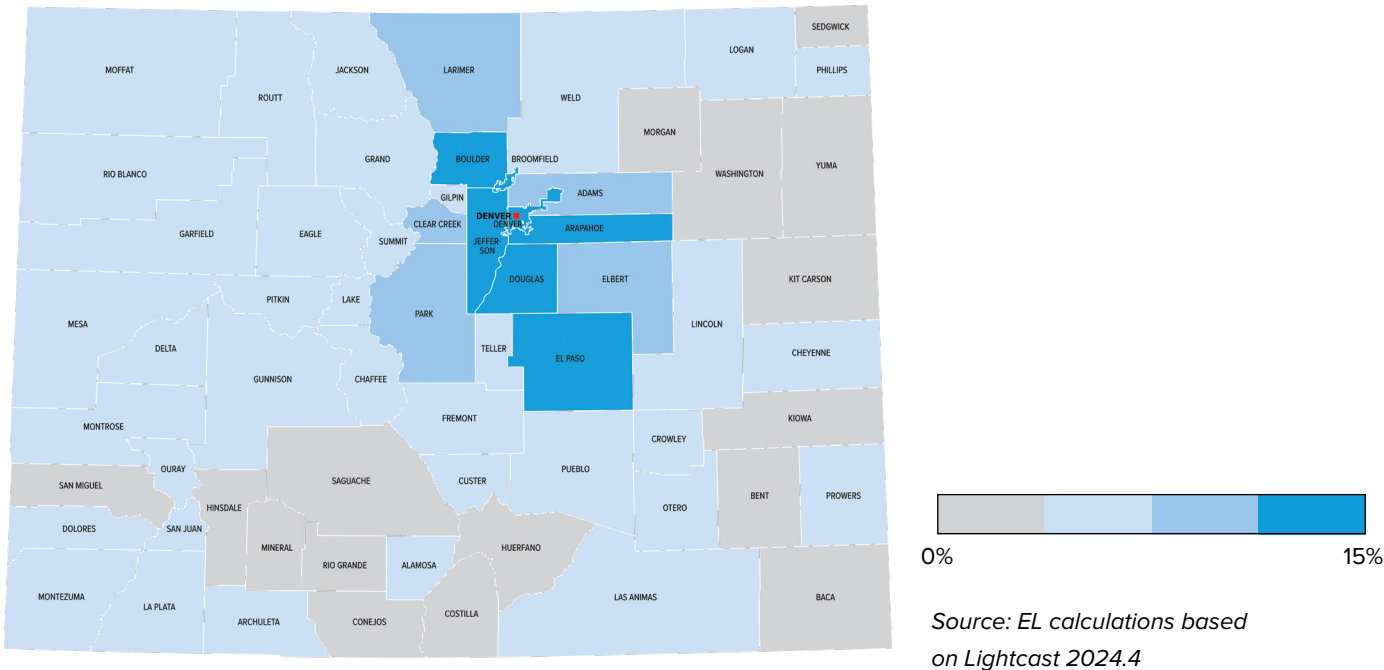 SEDGWICK
LOGAN
MOFFAT
JACKSON
LARIMER
PHILLIPS
ROUTT
WELD
MORGAN
BOULDER
BROOMFIELD
GRAND
YUMA
RIO BLANCO
WASHINGTON
ADAMS
GILPIN
DENVER
CLEAR CREEK
DENVER
ARAPAHOE
GARFIELD
EAGLE
SUMMIT
JEFFER-
SON
DOUGLAS
ELBERT
KIT CARSON
PITKIN
LAKE
PARK
MESA
LINCOLN
DELTA
TELLER
CHEYENNE
EL PASO
GUNNISON
CHAFFEE
FREMONT
KIOWA
MONTROSE
CROWLEY
OURAY
PUEBLO
SAGUACHE
CUSTER
SAN MIGUEL
BENT
PROWERS
HINSDALE
OTERO
DOLORES
SAN JUAN
MINERAL
HUERFANO
RIO GRANDE
ALAMOSA
MONTEZUMA
LA PLATA
LAS ANIMAS
BACA
COSTILLA
ARCHULETA
CONEJOS
0%
15%
Source: EL calculations based
on Lightcast 2024.4